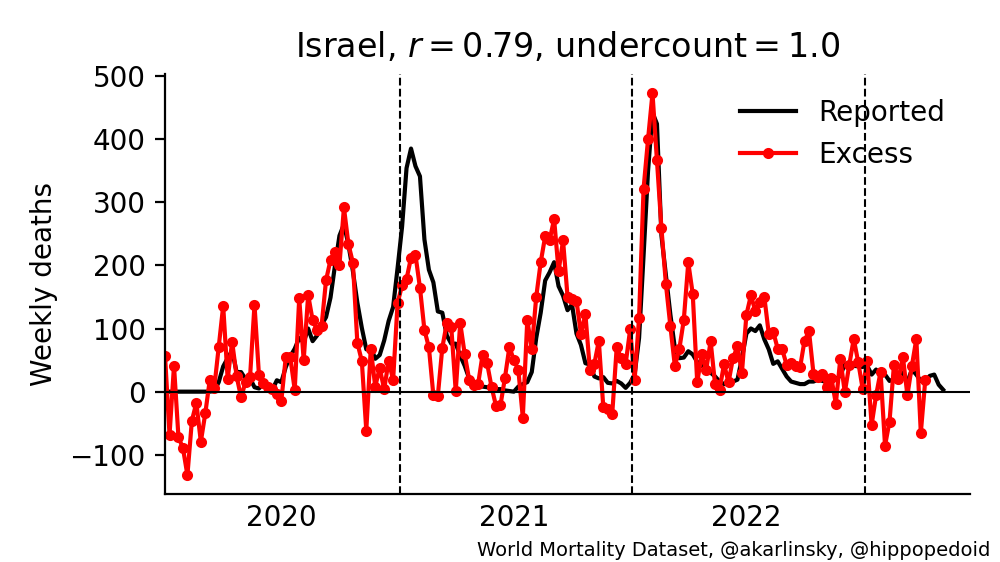 Israel, r = 0.79, undercount = 1.0
500
400
300
200
100
0
−100
Weekly deaths
Reported
Excess
2020
2021
2022
World Mortality Dataset, @akarlinsky, @hippopedoid